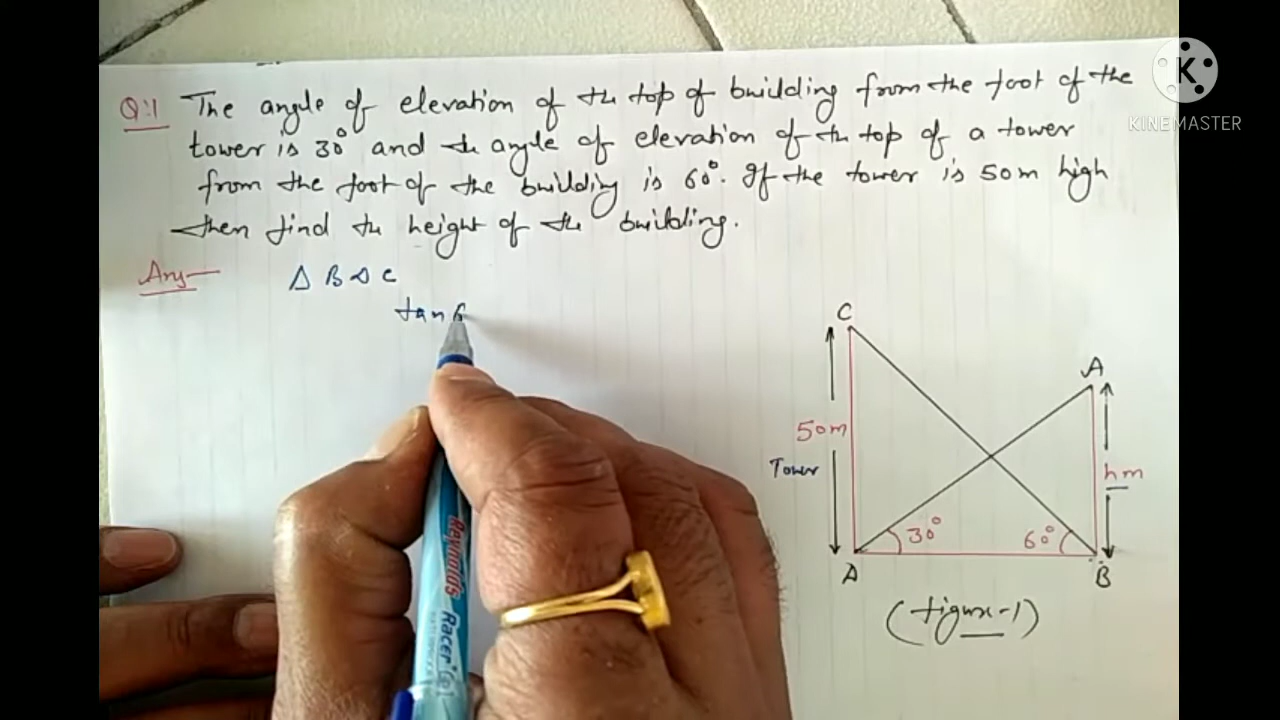 Q:1 The angle of elevation of the top of building from the foot of the
tower is 30° and the angle of elevation of the top of a tower
from the foot of the building is 60°. If the tower is 50m high
then find the height of the building.
Ans
Δ B Δ C
tan 6
C
A
50m
Tower
hm
30°
60°
A
B
(figure-1)
Reynolds
Racer
K
KINEMASTER